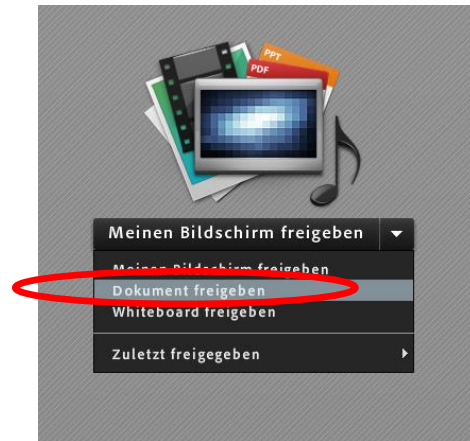 PPT
PDF
Meinen Bildschirm freigeben
Meinen Bildschirm freigeben
Dokument freigeben
Whiteboard freigeben
Zuletzt freigegeben